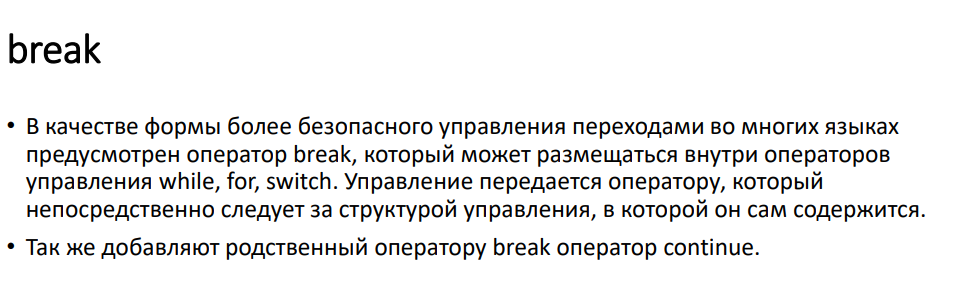 break
• В качестве формы более безопасного управления переходами во многих языках
предусмотрен оператор break, который может размещаться внутри операторов
управления while, for, switch. Управление передается оператору, который
непосредственно следует за структурой управления, в которой он сам содержится.
• Так же добавляют родственный оператору break оператор continue.